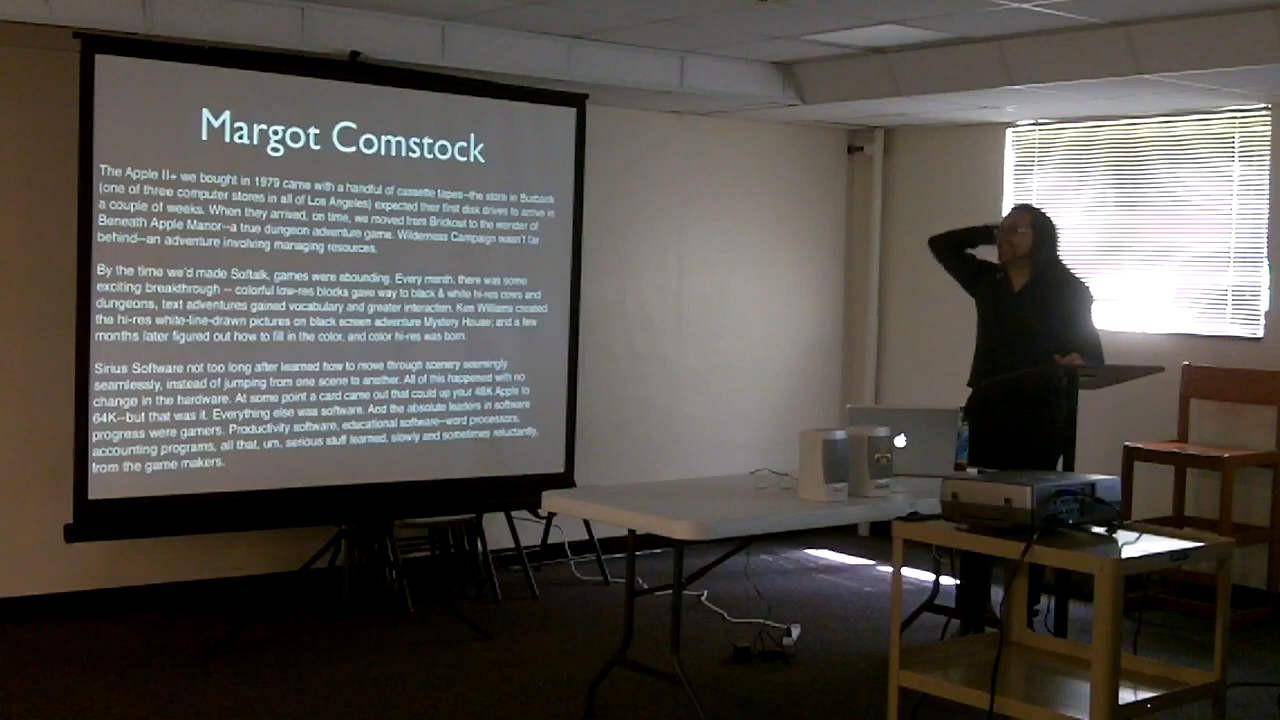 Margot Comstock
The Apple II+ we bought in 1979 came with a handful of cassette tapes--the store in Burbank
(one of three computer stores in all of Los Angeles) expected their first disk drives to arrive in
a couple of weeks. When they arrived, on time, we moved from Brickout to the wonder of
Beneath Apple Manor--a true dungeon adventure game. Wilderness Campaign wasn't far
behind--an adventure involving managing resources.
By the time we'd made Softalk, games were abounding. Every month, there was some
exciting breakthrough -- colorful low-res blocks gave way to black & white hi-res cows and
dungeons, text adventures gained vocabulary and greater interaction. Ken Williams created
the hi-res white-line-drawn pictures on black screen adventure Mystery House; and a few
months later figured out how to fill in the color, and color hi-res was born.
Sirius Software not too long after learned how to move through scenery seemingly
seamlessly, instead of jumping from one scene to another. All of this happened with no
change in the hardware. At some point a card came out that could up your 48K Apple to
64K--but that was it. Everything else was software. And the absolute leaders in software
progress were gamers. Productivity software, educational software--word processors,
accounting programs, all that, um, serious stuff learned, slowly and sometimes reluctantly,
from the game makers.